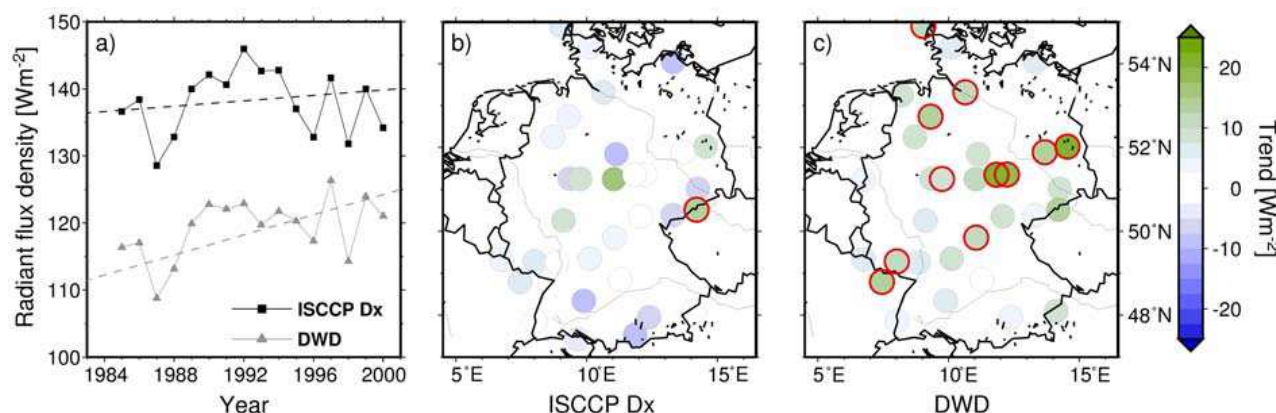 a)
150
140
130
120
110
100
Radiant flux density [Wm⁻²]
ISCCP Dx
DWD
1984 1988 1992 1996 2000
Year
b)
5˚E 10˚E 15˚E
ISCCP Dx
c)
54˚N
52˚N
50˚N
48˚N
5˚E 10˚E 15˚E
DWD
20
10
0
-10
-20
Trend [Wm⁻²]